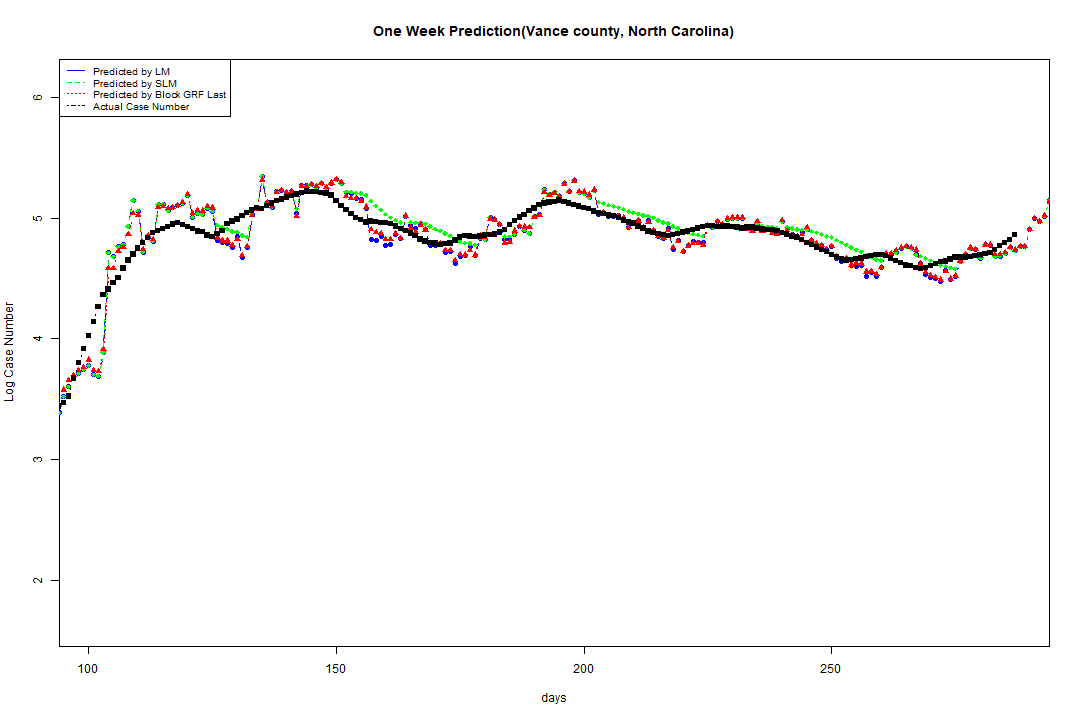 One Week Prediction(Vance county, North Carolina)
Predicted by LM
Predicted by SLM
Predicted by Block GRF Last
Actual Case Number
6
5
4
3
2
Log Case Number
100 150 200 250
days